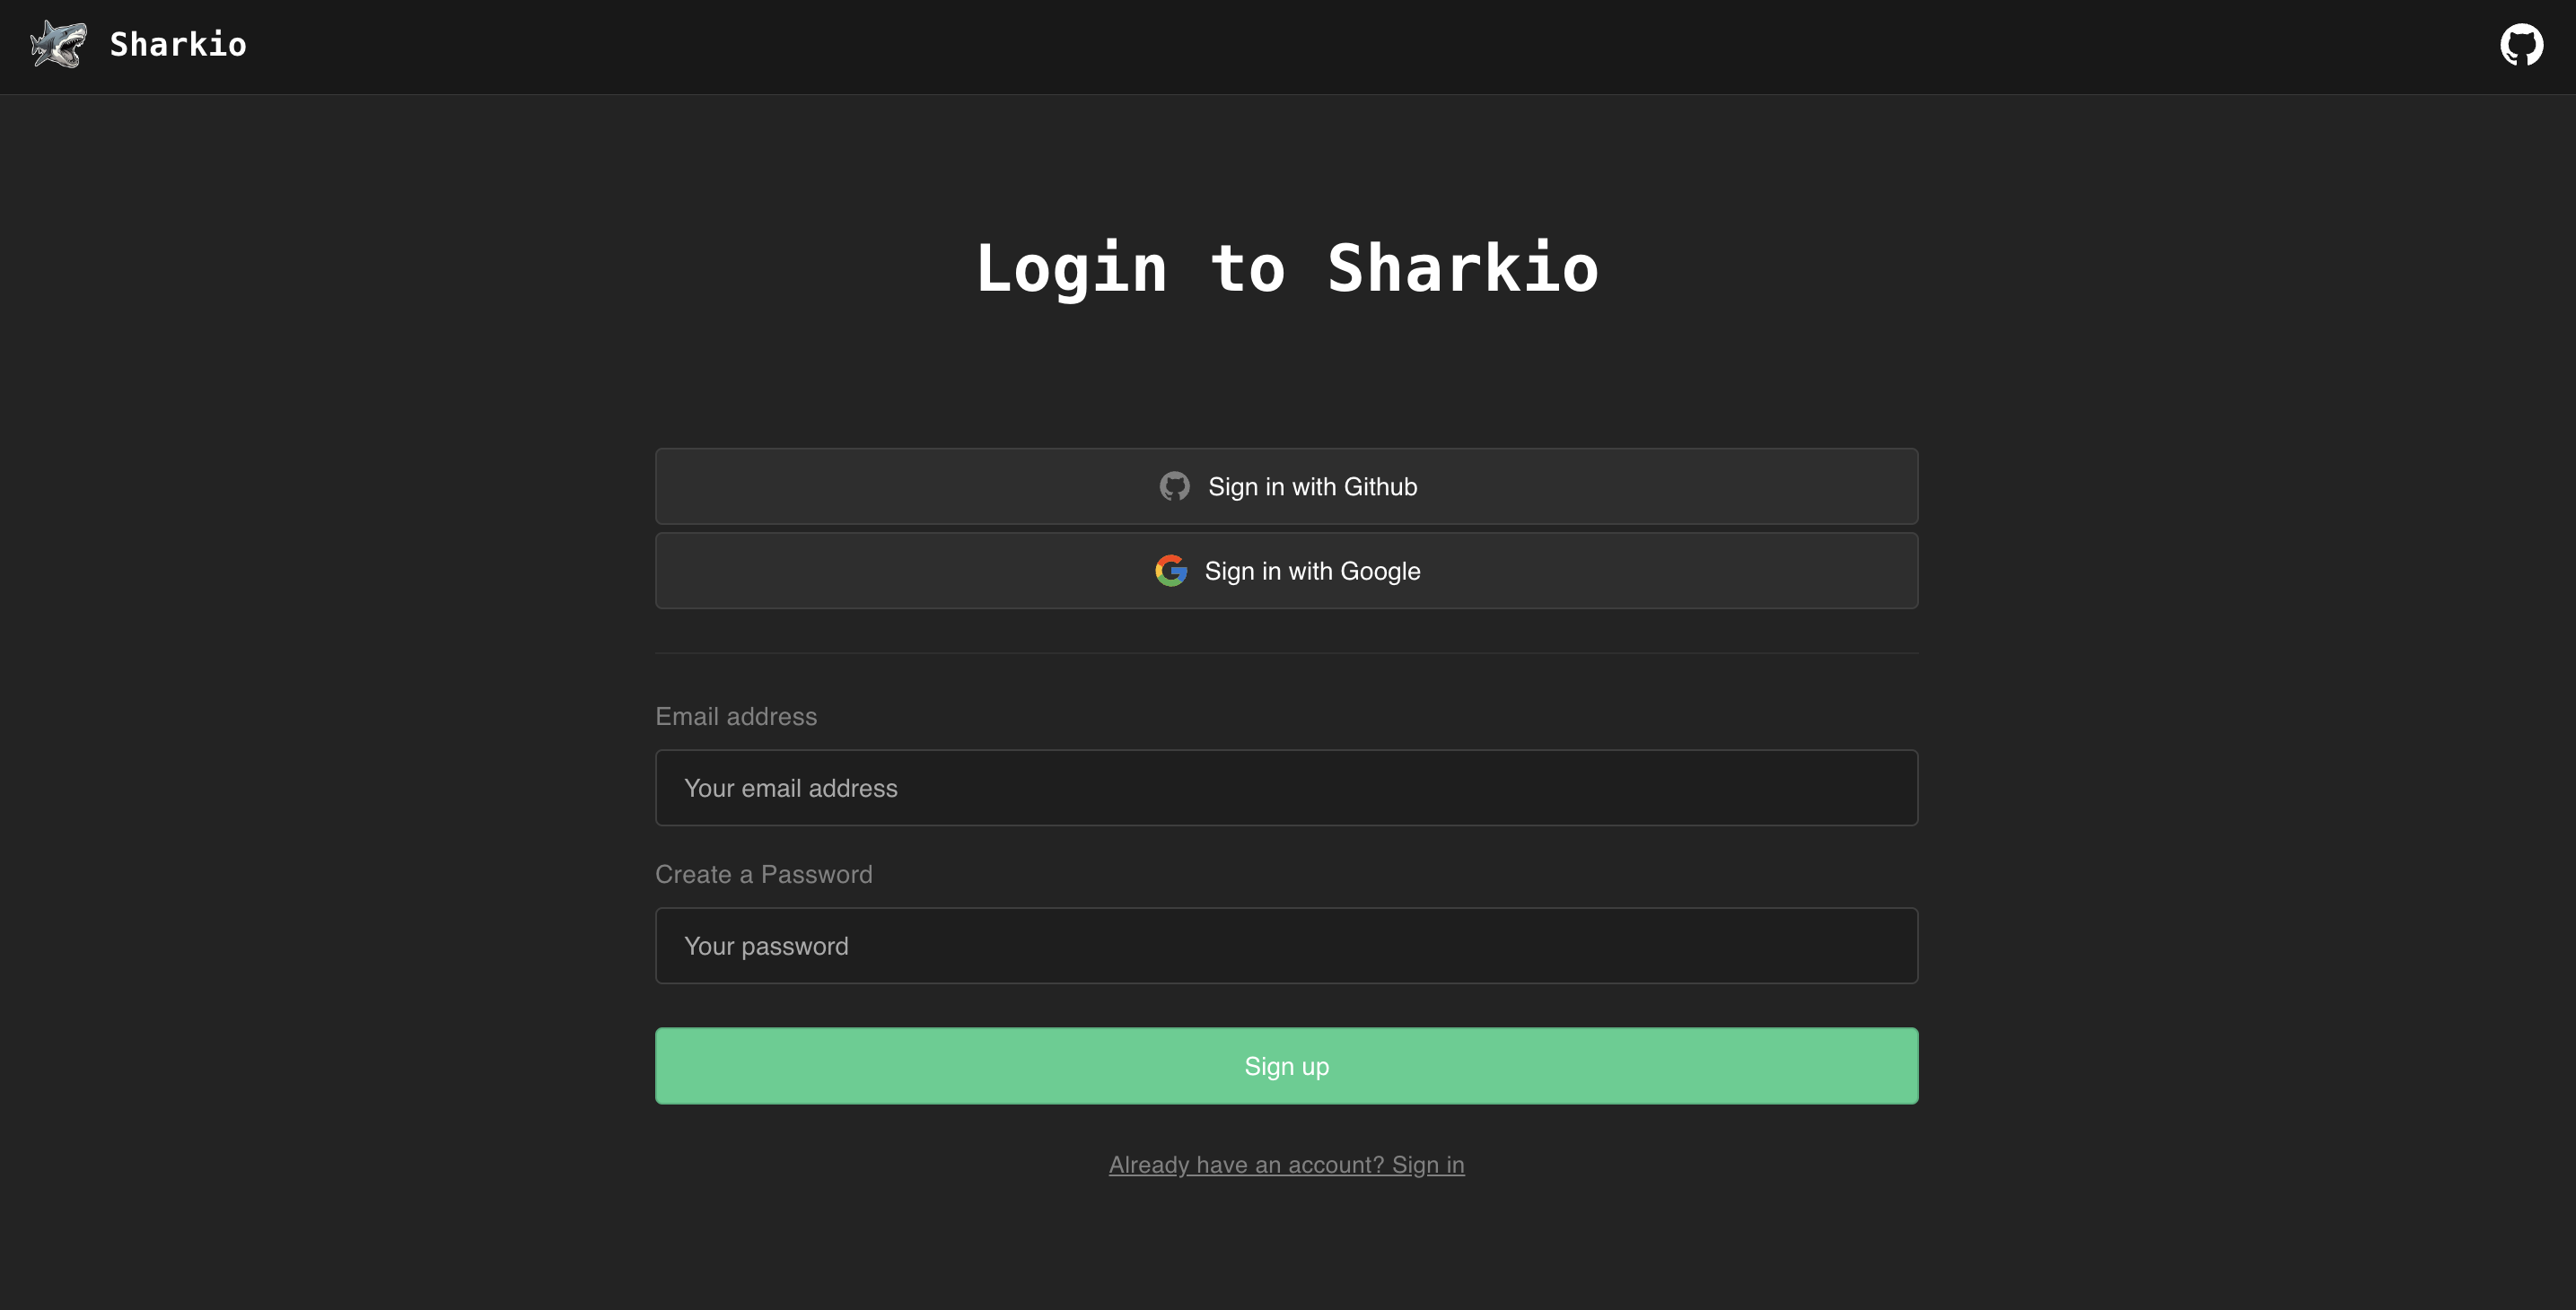 Sharkio
Login to Sharkio
Sign in with Github
Sign in with Google
Email address
Your email address
Create a Password
Your password
Sign up
Already have an account? Sign in